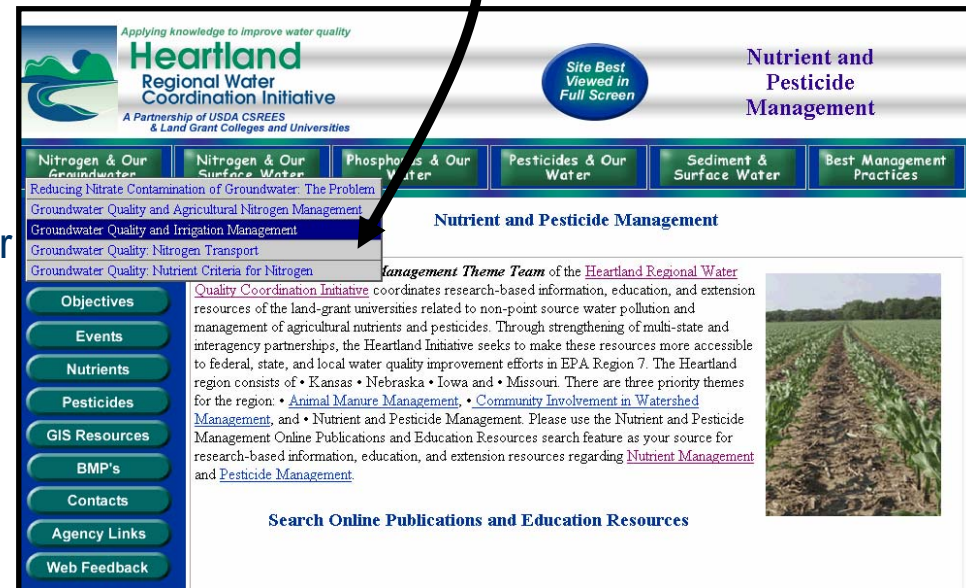 Applying knowledge to improve water quality
Heartland
Regional Water
Coordination Initiative
A Partnership of USDA CSREES
& Land Grant Colleges and Universities
Site Best
Viewed in
Full Screen
Nutrient and
Pesticide
Management
Nitrogen & Our
Groundwater
Nitrogen & Our
Surface Water
Phosphorus & Our
Water
Pesticides & Our
Water
Sediment &
Surface Water
Best Management
Practices
Reducing Nitrate Contamination of Groundwater: The Problem
Groundwater Quality and Agricultural Nitrogen Management
Groundwater Quality and Irrigation Management
Groundwater Quality: Nitrogen Transport
Groundwater Quality: Nutrient Criteria for Nitrogen
r
Objectives
Events
Nutrients
Pesticides
GIS Resources
BMP's
Contacts
Agency Links
Web Feedback
Nutrient and Pesticide Management
Management Theme Team of the Heartland Regional Water
Quality Coordination Initiative coordinates research-based information, education, and extension
resources of the land-grant universities related to non-point source water pollution and
management of agricultural nutrients and pesticides. Through strengthening of multi-state and
interagency partnerships, the Heartland Initiative seeks to make these resources more accessible
to federal, state, and local water quality improvement efforts in EPA Region 7. The Heartland
region consists of • Kansas • Nebraska • Iowa and • Missouri. There are three priority themes
for the region: • Animal Manure Management, • Community Involvement in Watershed
Management, and • Nutrient and Pesticide Management. Please use the Nutrient and Pesticide
Management Online Publications and Education Resources search feature as your source for
research-based information, education, and extension resources regarding Nutrient Management
and Pesticide Management.
Search Online Publications and Education Resources